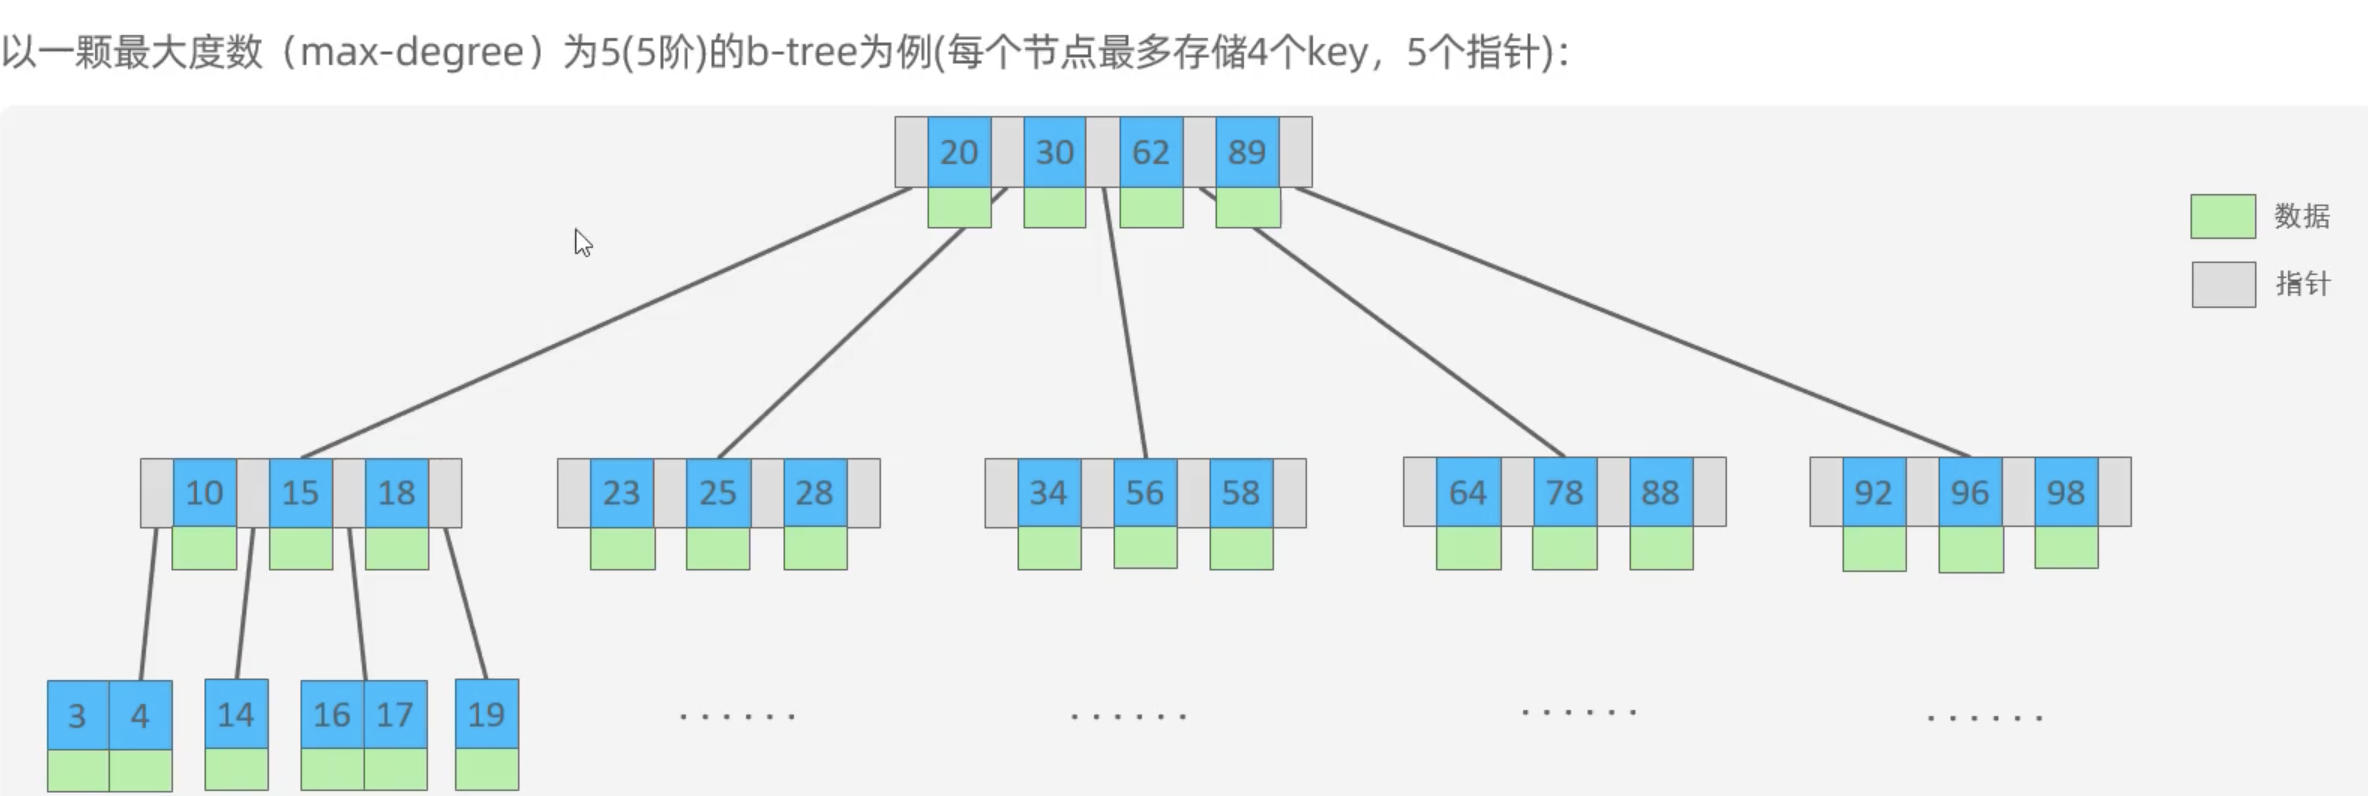 以一颗最大度数（max-degree）为5(5阶)的b-tree为例(每个节点最多存储4个key，5个指针)：
20 30 62 89
数据
指针
10 15 18 23 25 28 34 56 58 64 78 88 92 96 98
3 4 14 16 17 19 ...... ...... ...... ......